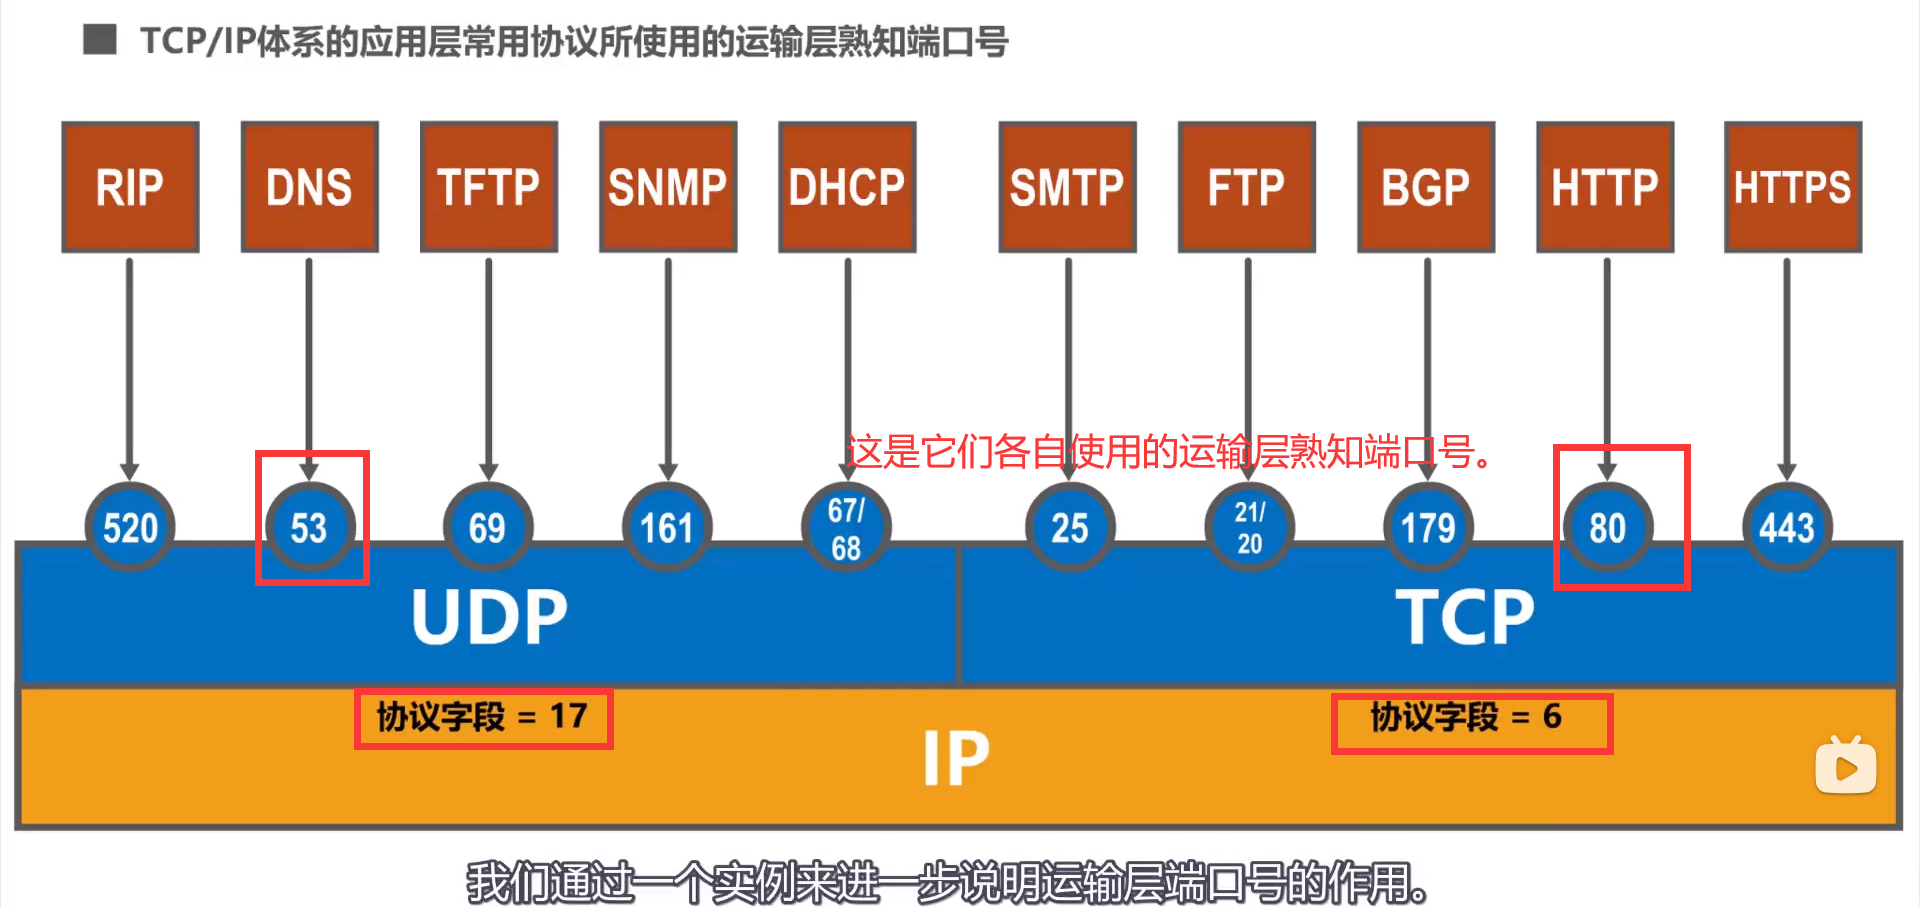 TCP/IP体系的应用层常用协议所使用的运输层熟知端口号
RIP DNS TFTP SNMP DHCP SMTP FTP BGP HTTP HTTPS
这是它们各自使用的运输层熟知端口号。
520 53 69 161 67/68 25 21/20 179 80 443
UDP TCP
协议字段 = 17 协议字段 = 6
IP
我们通过一个实例来进一步说明运输层端口号的作用。